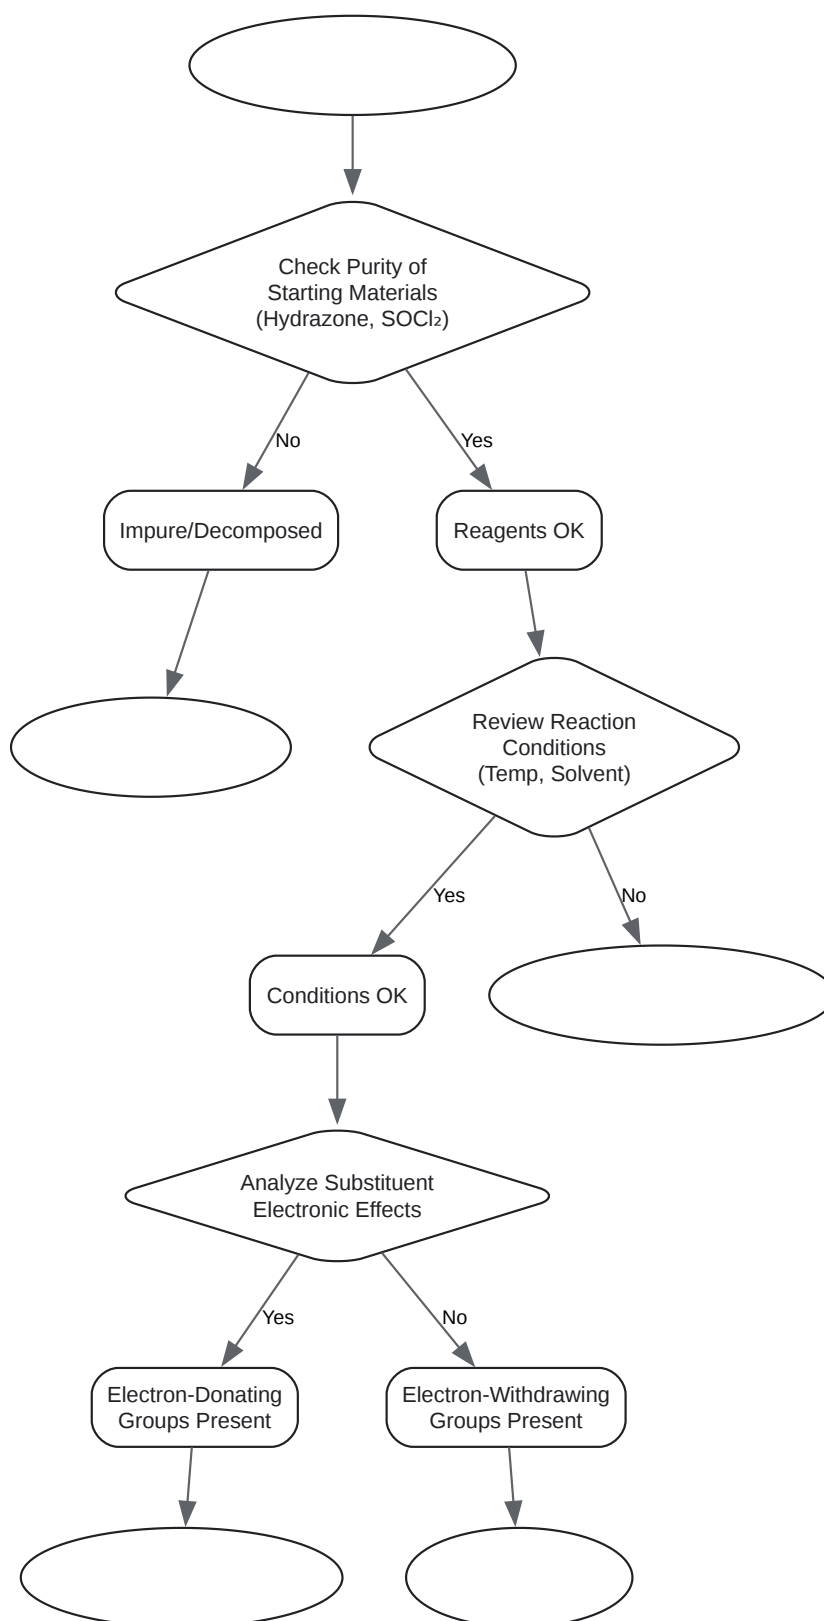 Check Purity of
Starting Materials
(Hydrazone, SOCl₂)
No
Yes
Impure/Decomposed
Reagents OK
Review Reaction
Conditions
(Temp, Solvent)
Yes
No
Conditions OK
Analyze Substituent
Electronic Effects
Yes
No
Electron-Donating
Groups Present
Electron-Withdrawing
Groups Present